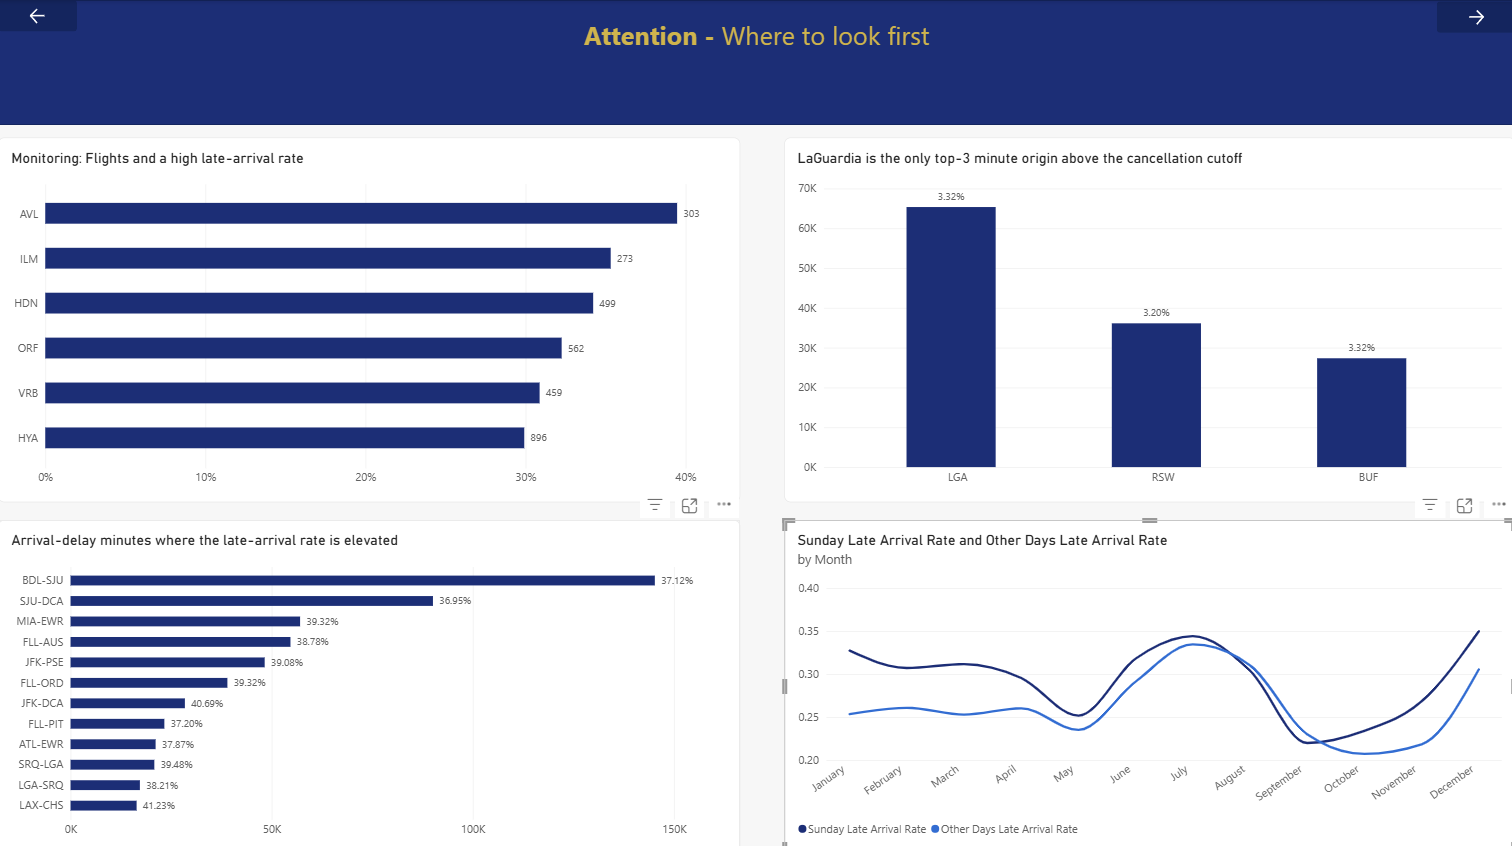 Attention - Where to look first
Monitoring: Flights and a high late-arrival rate
AVL
303
ILM
273
HDN
499
ORF
562
VRB
459
HYA
896
0%
10%
20%
30%
40%
LaGuardia is the only top-3 minute origin above the cancellation cutoff
70K
60K
50K
40K
30K
20K
10K
0K
3.32%
3.20%
3.32%
LGA
RSW
BUF
Arrival-delay minutes where the late-arrival rate is elevated
BDL-SJU
37.12%
SJU-DCA
36.95%
MIA-EWR
39.32%
FLL-AUS
38.78%
JFK-PSE
39.08%
FLL-ORD
39.32%
JFK-DCA
40.69%
FLL-PIT
37.20%
ATL-EWR
37.87%
SRQ-LGA
39.48%
LGA-SRQ
38.21%
LAX-CHS
41.23%
0K
50K
100K
150K
Sunday Late Arrival Rate and Other Days Late Arrival Rate
by Month
0.40
0.35
0.30
0.25
0.20
January
February
March
April
May
June
July
August
September
October
November
December
Sunday Late Arrival Rate
Other Days Late Arrival Rate